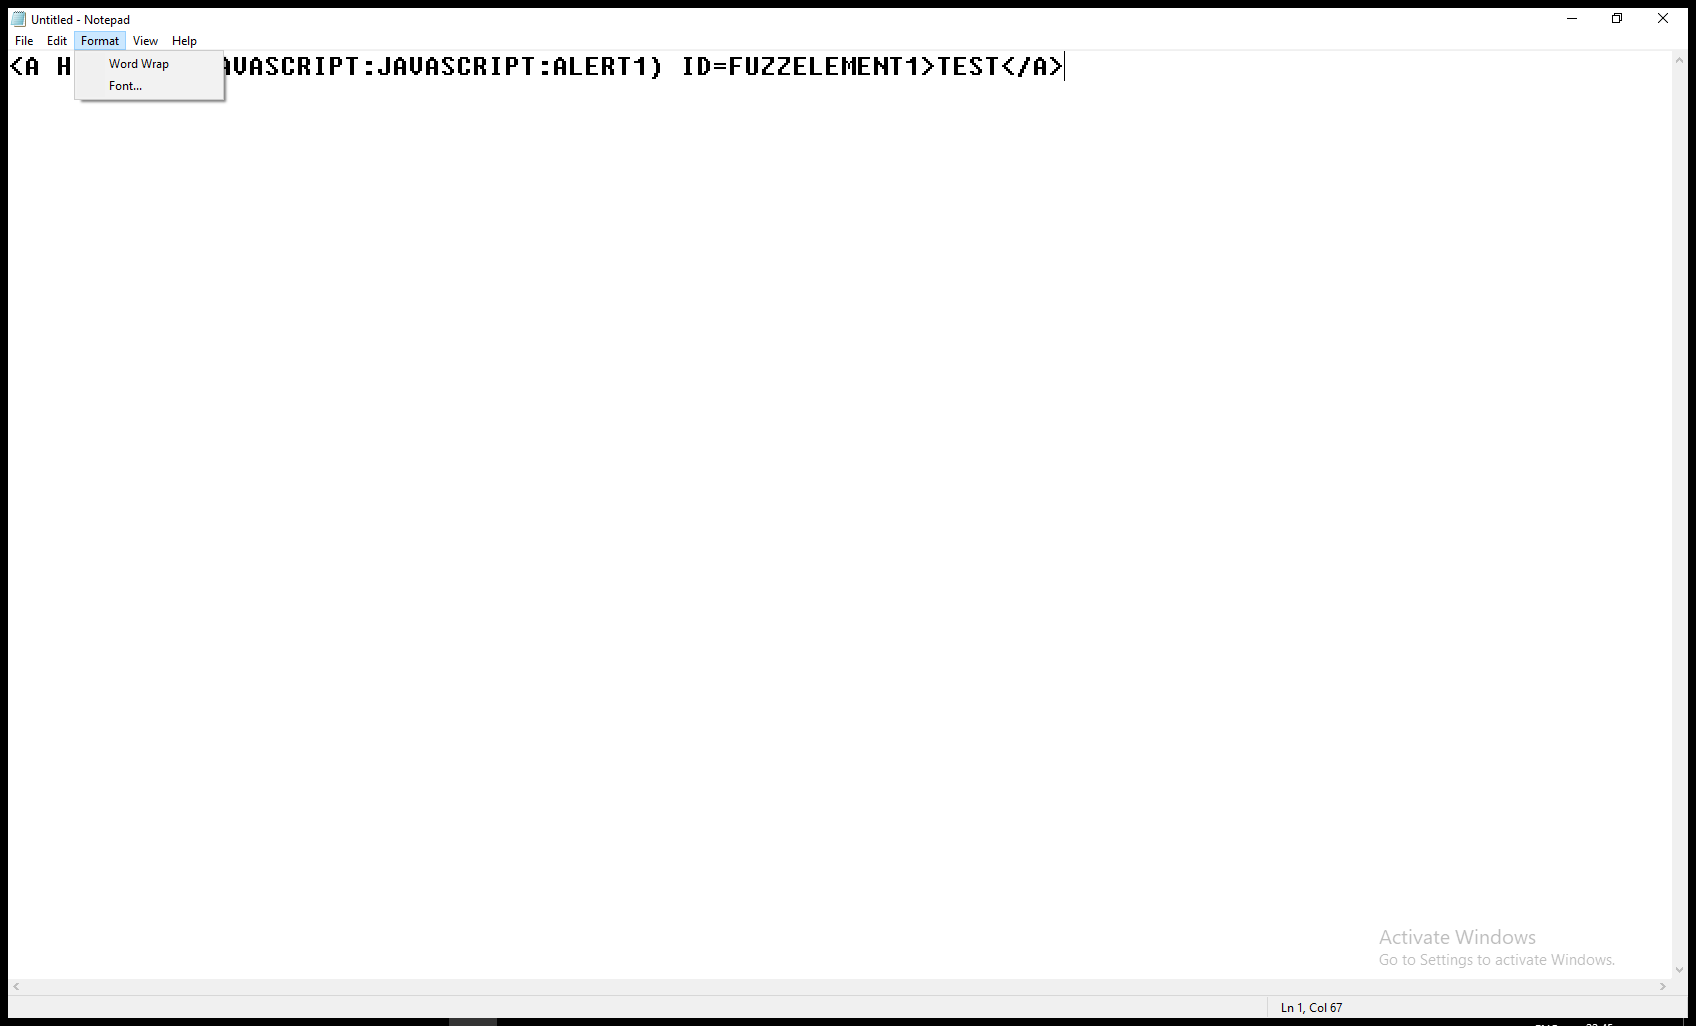 Untitled - Notepad
File Edit Format View Help
<A AVASCRIPT:JAVASCRIPT:ALERT1) ID=FUZZELEMENT1>TEST</A>
Word Wrap
Font...
Activate Windows
Go to Settings to activate Windows.
Ln 1, Col 67